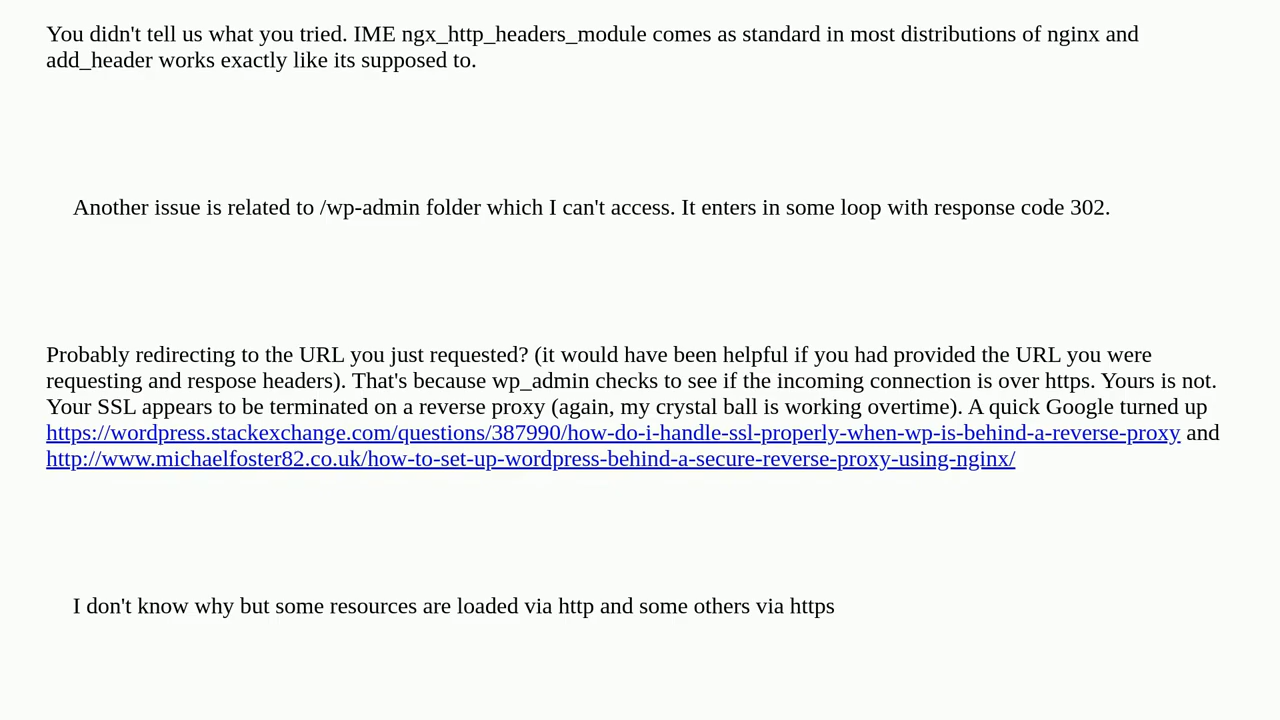 You didn't tell us what you tried. IME ngx_http_headers_module comes as standard in most distributions of nginx and
add_header works exactly like its supposed to.
Another issue is related to /wp-admin folder which I can't access. It enters in some loop with response code 302.
Probably redirecting to the URL you just requested? (it would have been helpful if you had provided the URL you were
requesting and respose headers). That's because wp_admin checks to see if the incoming connection is over https. Yours is not.
Your SSL appears to be terminated on a reverse proxy (again, my crystal ball is working overtime). A quick Google turned up
https://wordpress.stackexchange.com/questions/387990/how-do-i-handle-ssl-properly-when-wp-is-behind-a-reverse-proxy and
http://www.michaelfoster82.co.uk/how-to-set-up-wordpress-behind-a-secure-reverse-proxy-using-nginx/
I don't know why but some resources are loaded via http and some others via https